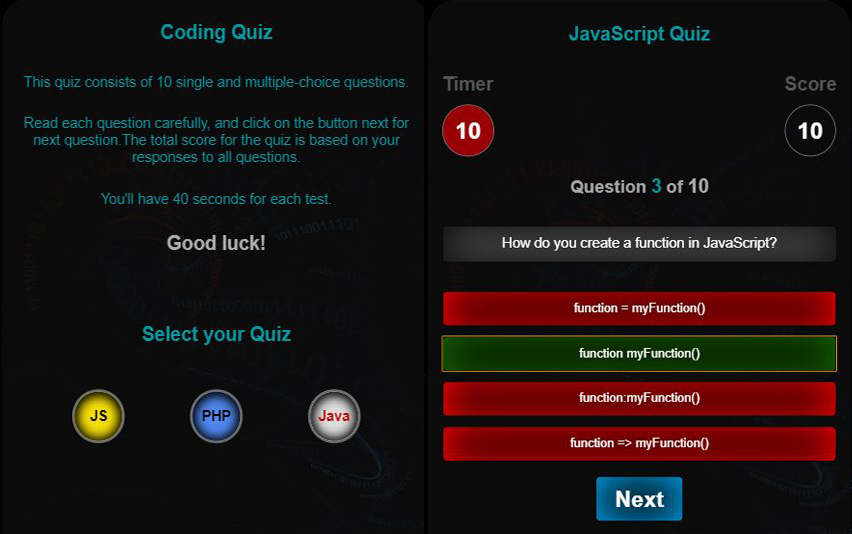 Coding Quiz
This quiz consists of 10 single and multiple-choice questions.
Read each question carefully, and click on the button next for
next question.The total score for the quiz is based on your
responses to all questions.
You'll have 40 seconds for each test.
Good luck!
Select your Quiz
JS
PHP
Java
JavaScript Quiz
Timer
Score
10
10
Question 3 of 10
How do you create a function in JavaScript?
function = myFunction()
function myFunction()
function:myFunction()
function => myFunction()
Next